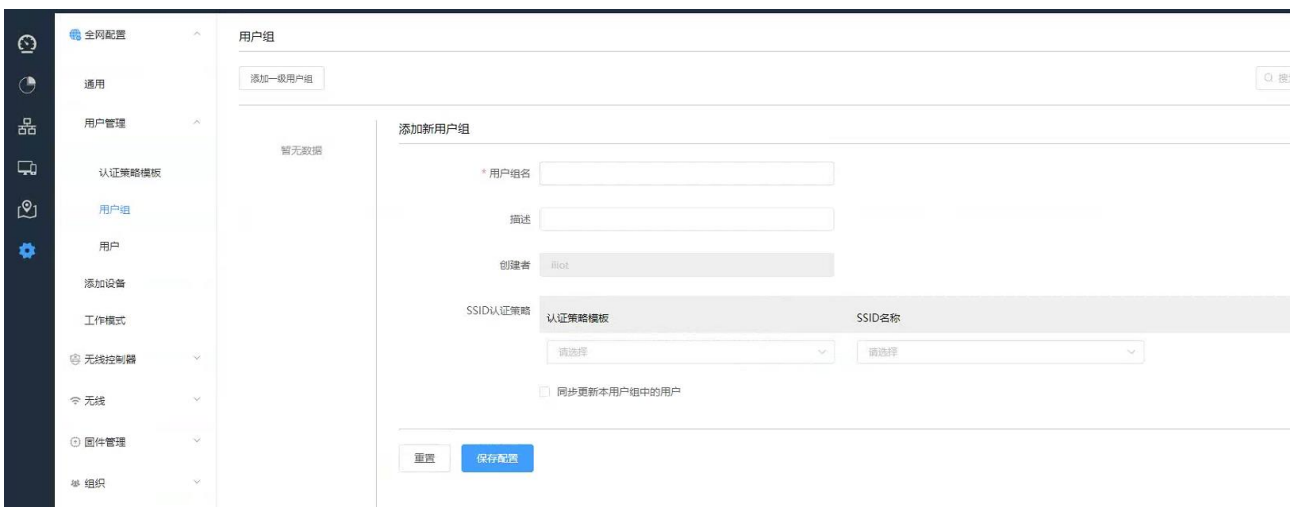 全网配置
通用
用户管理
认证策略模板
用户组
用户
添加设备
工作模式
无线控制器
无线
固件管理
组织
用户组
添加一级用户组
暂无数据
添加新用户组
* 用户组名
描述
创建者
SSID认证策略
认证策略模板
SSID名称
请选择
请选择
同步更新本用户组中的用户
重置
保存配置